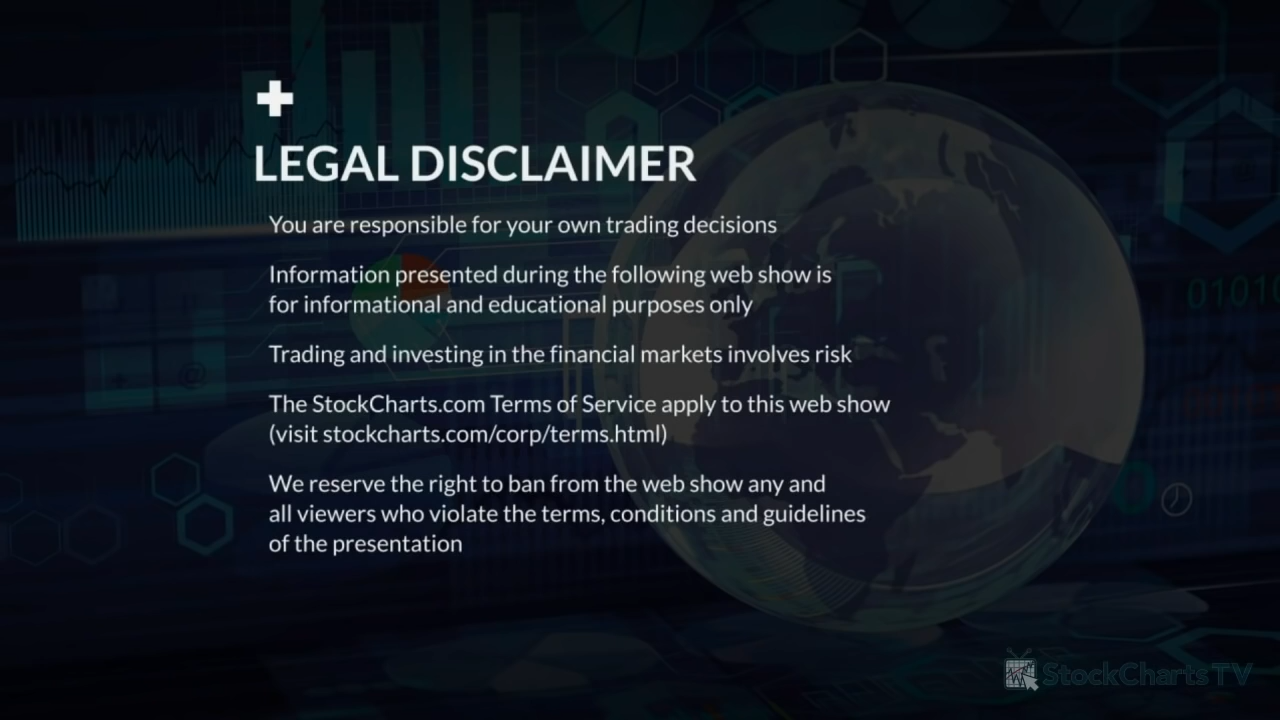 LEGAL DISCLAIMER
You are responsible for your own trading decisions
Information presented during the following web show is
for informational and educational purposes only
Trading and investing in the financial markets involves risk
The StockCharts.com Terms of Service apply to this web show
(visit stockcharts.com/corp/terms.html)
We reserve the right to ban from the web show any and
all viewers who violate the terms, conditions and guidelines
of the presentation
0101
@
StockChartsTV